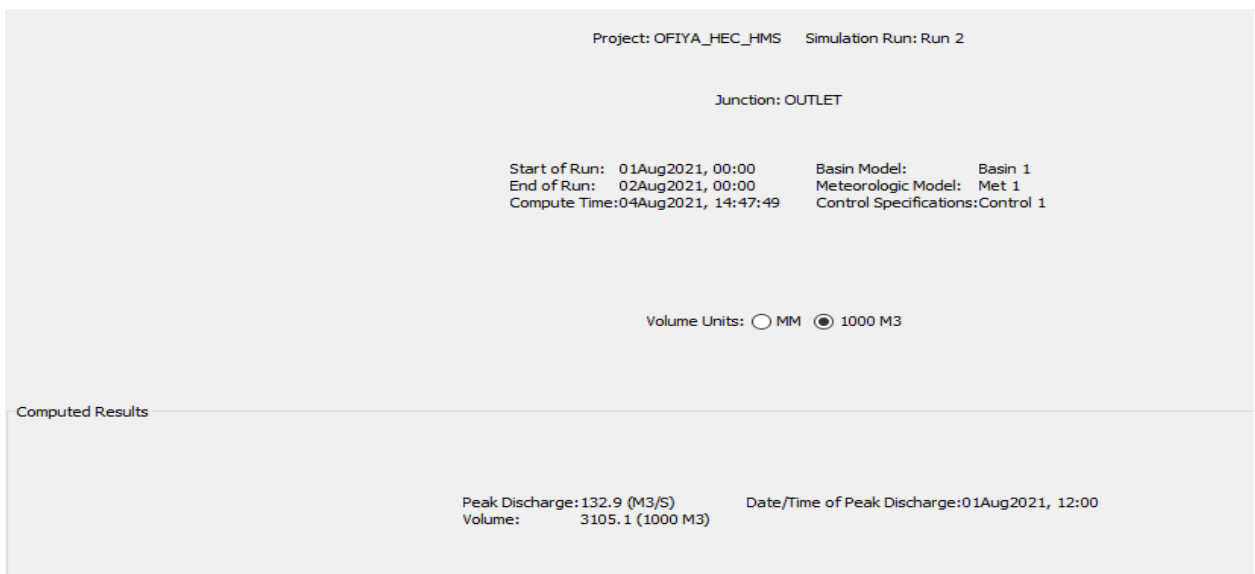 Project: OFIYA_HEC_HMS Simulation Run: Run 2
Junction: OUTLET
Start of Run: 01Aug2021, 00:00 Basin Model: Basin 1
End of Run: 02Aug2021, 00:00 Meteorologic Model: Met 1
Compute Time:04Aug2021, 14:47:49 Control Specifications:Control 1
Volume Units: MM 1000 M3
Computed Results
Peak Discharge:132.9 (M3/S) Date/Time of Peak Discharge:01Aug2021, 12:00
Volume: 3105.1 (1000 M3)